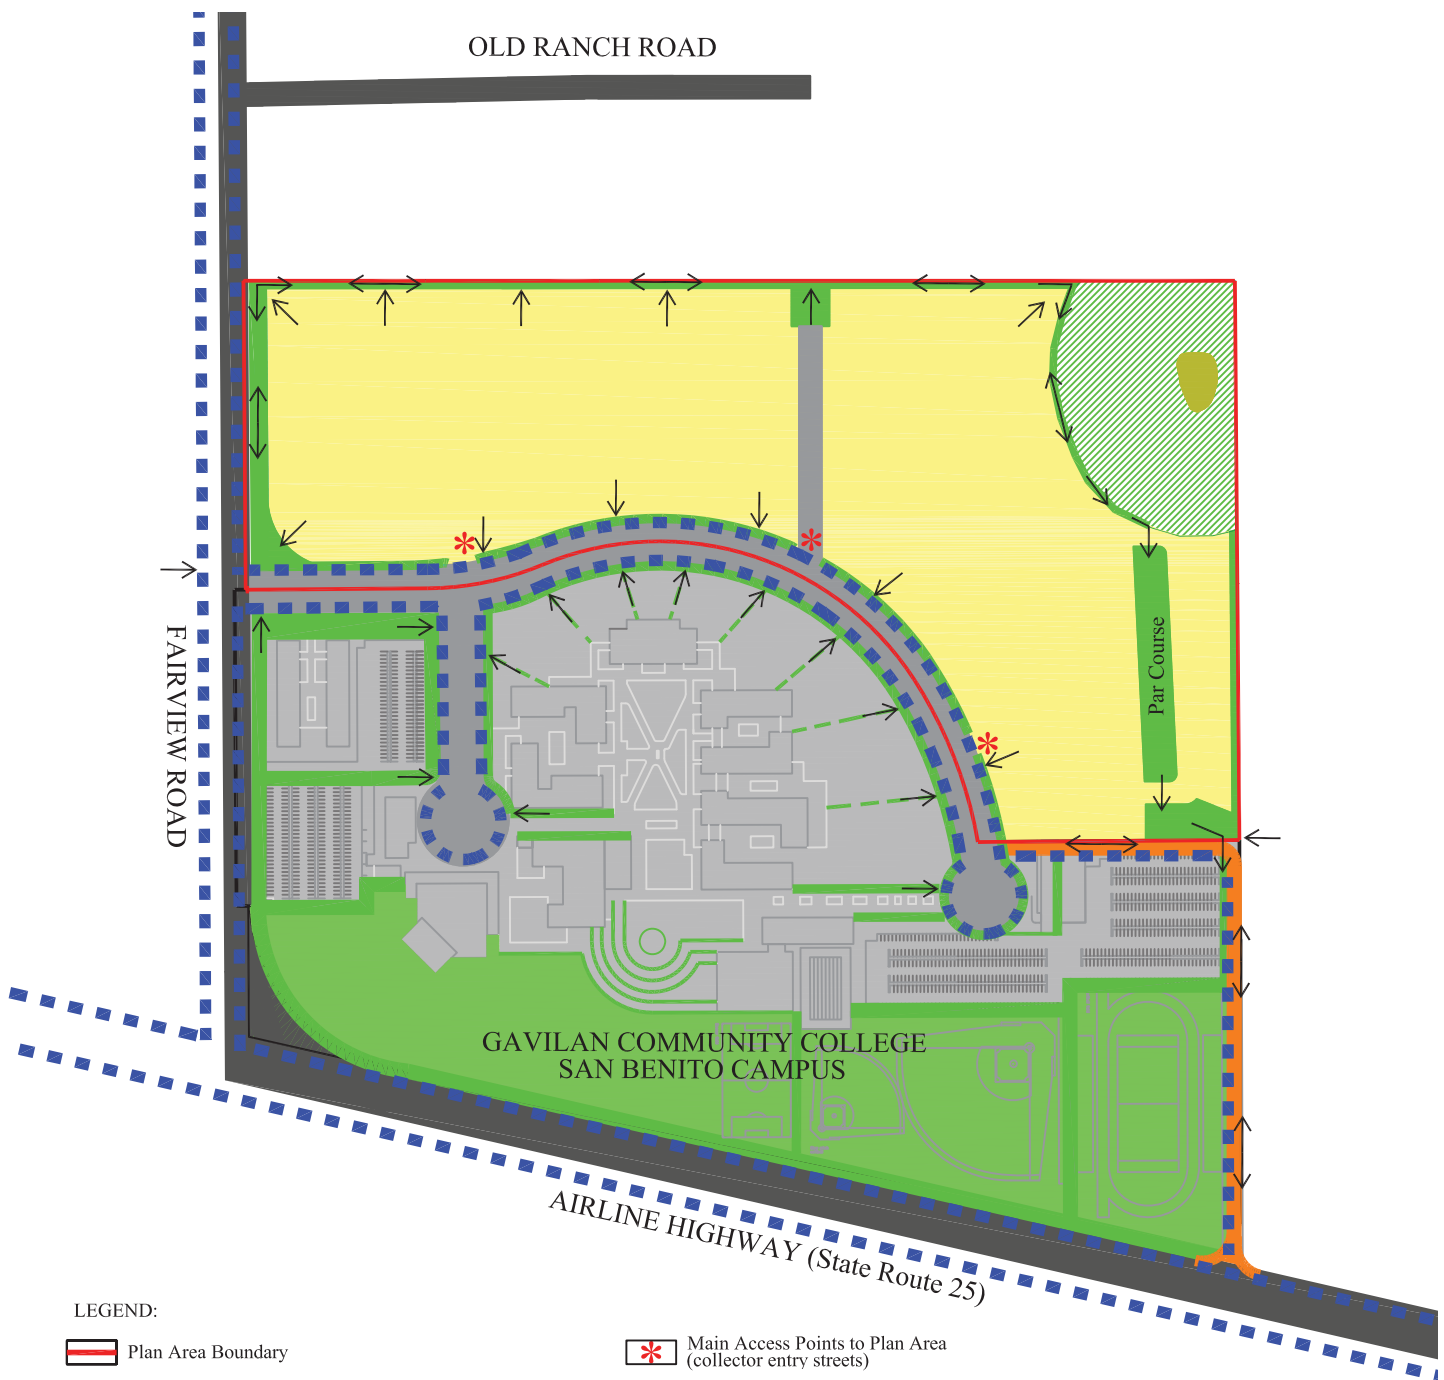 OLD RANCH ROAD
FAIRVIEW ROAD
Par Course
GAVILAN COMMUNITY COLLEGE
SAN BENITO CAMPUS
AIRLINE HIGHWAY (State Route 25)
LEGEND:
Plan Area Boundary
Main Access Points to Plan Area
(collector entry streets)